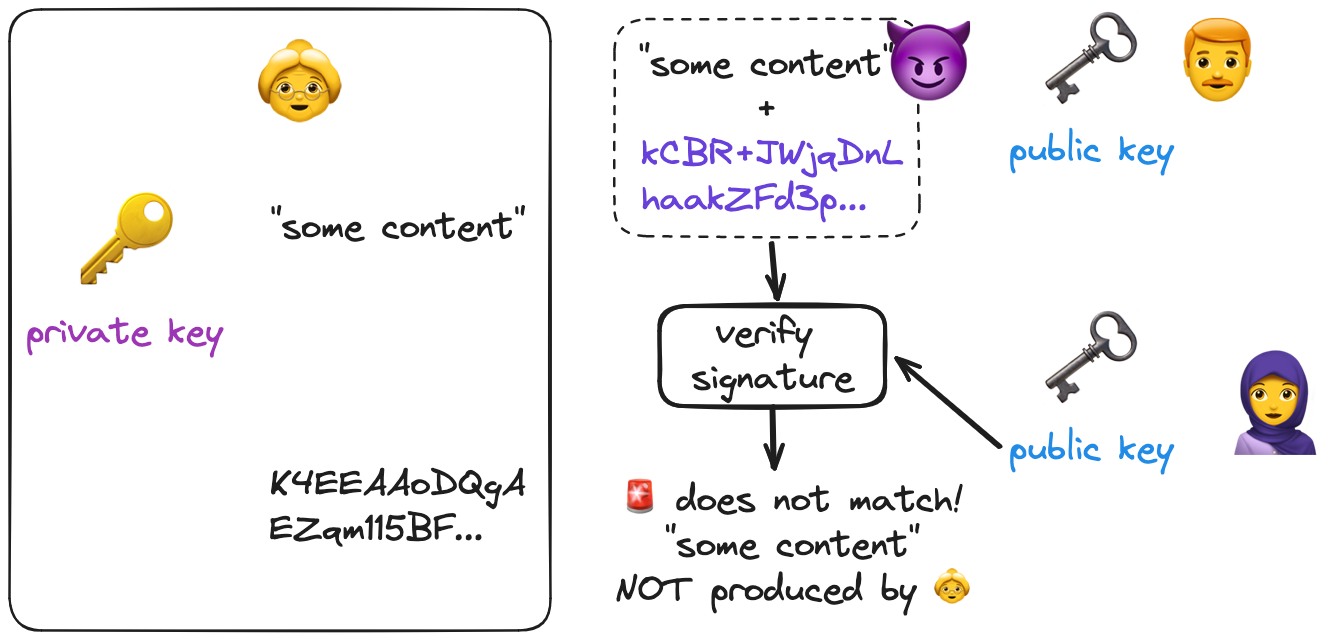 "some content"
private key
K4EEAAoDQgA
EZqm115BF...
"some content"
+
kCBR+JWjqDnL
haakZFd3p...
verify
signature
does not match!
"some content"
NOT produced by
public key
public key